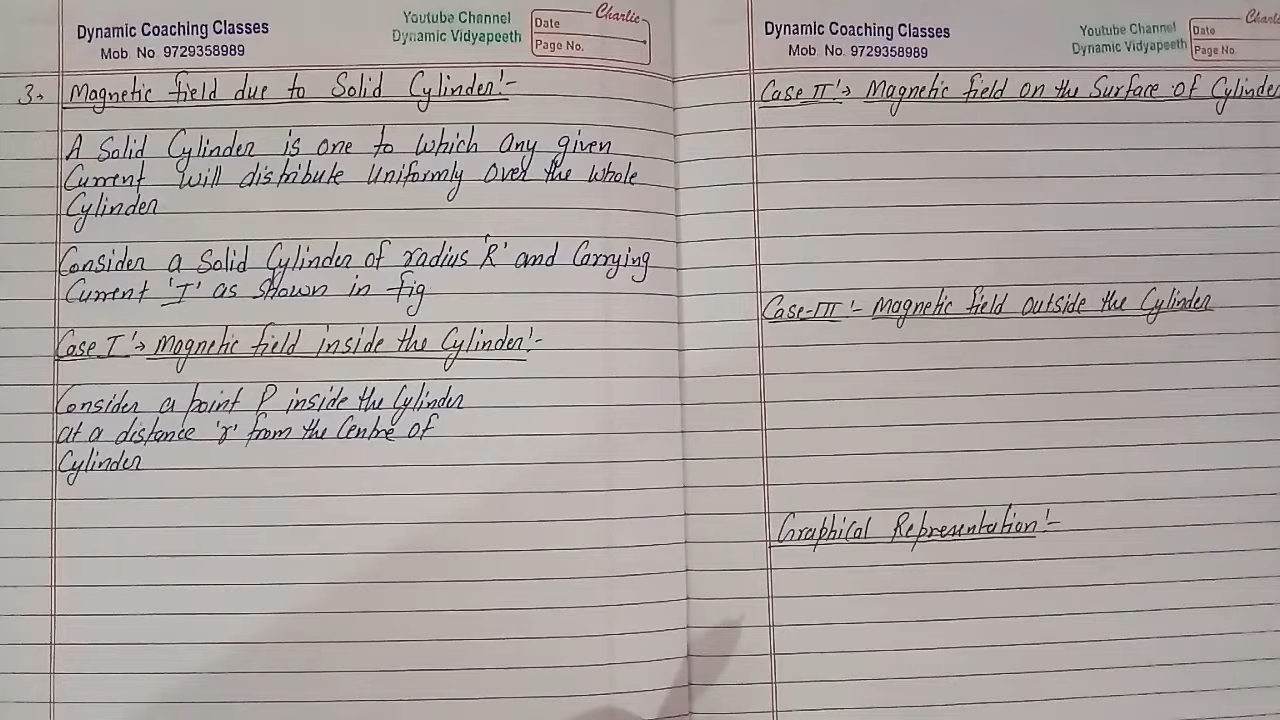 Dynamic Coaching Classes
Mob. No. 9729358989
Youtube Channel
Dynamic Vidyapeeth
Charlie
Date
Page No.
3. Magnetic field due to Solid Cylinder:-
A Solid Cylinder is one to which any given
Current will distribute Uniformly Over the whole
Cylinder
Consider a Solid Cylinder of radius 'R' and Carrying
Current 'I' as shown in fig
Case I :→ Magnetic field inside the Cylinder:-
Consider a point P inside the Cylinder
at a distance 'r' from the Centre of
Cylinder
Dynamic Coaching Classes
Mob. No. 9729358989
Youtube Channel
Dynamic Vidyapeeth
Charl
Date
Page No.
Case II :→ Magnetic field on the Surface of Cylinde
Case-III :- Magnetic field outside the Cylinder
Graphical Representation:-